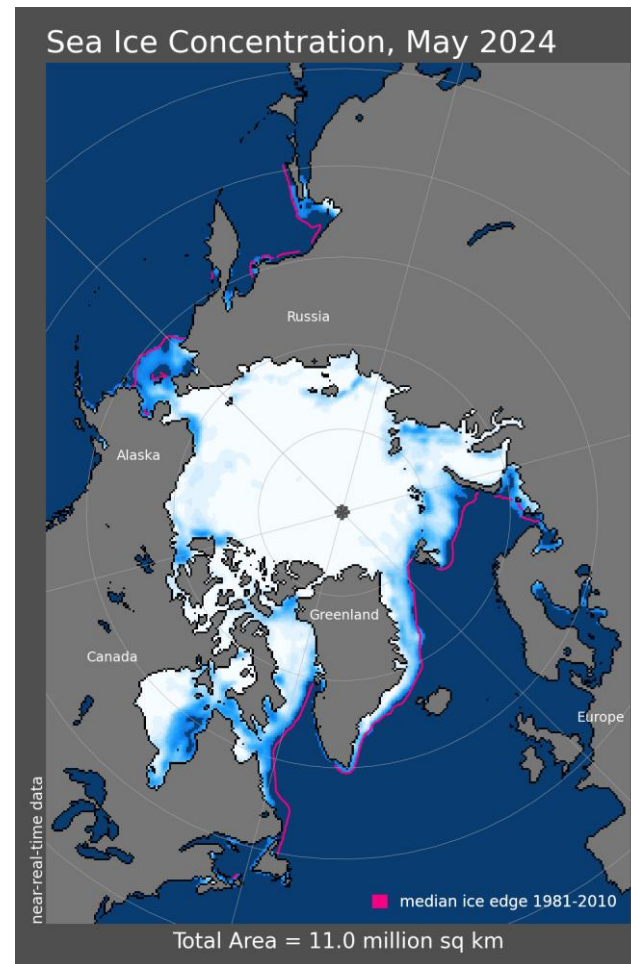 Sea Ice Concentration, May 2024
Russia
Alaska
Greenland
Canada
Europe
near-real-time data
median ice edge 1981-2010
Total Area = 11.0 million sq km